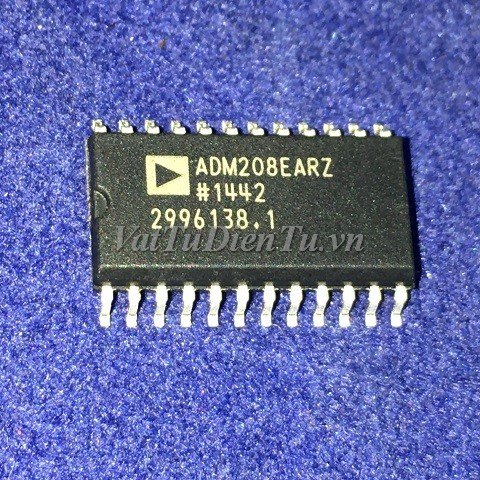 ADM208EARZ
#1442
2996138.1
VatTuDienTu.vn